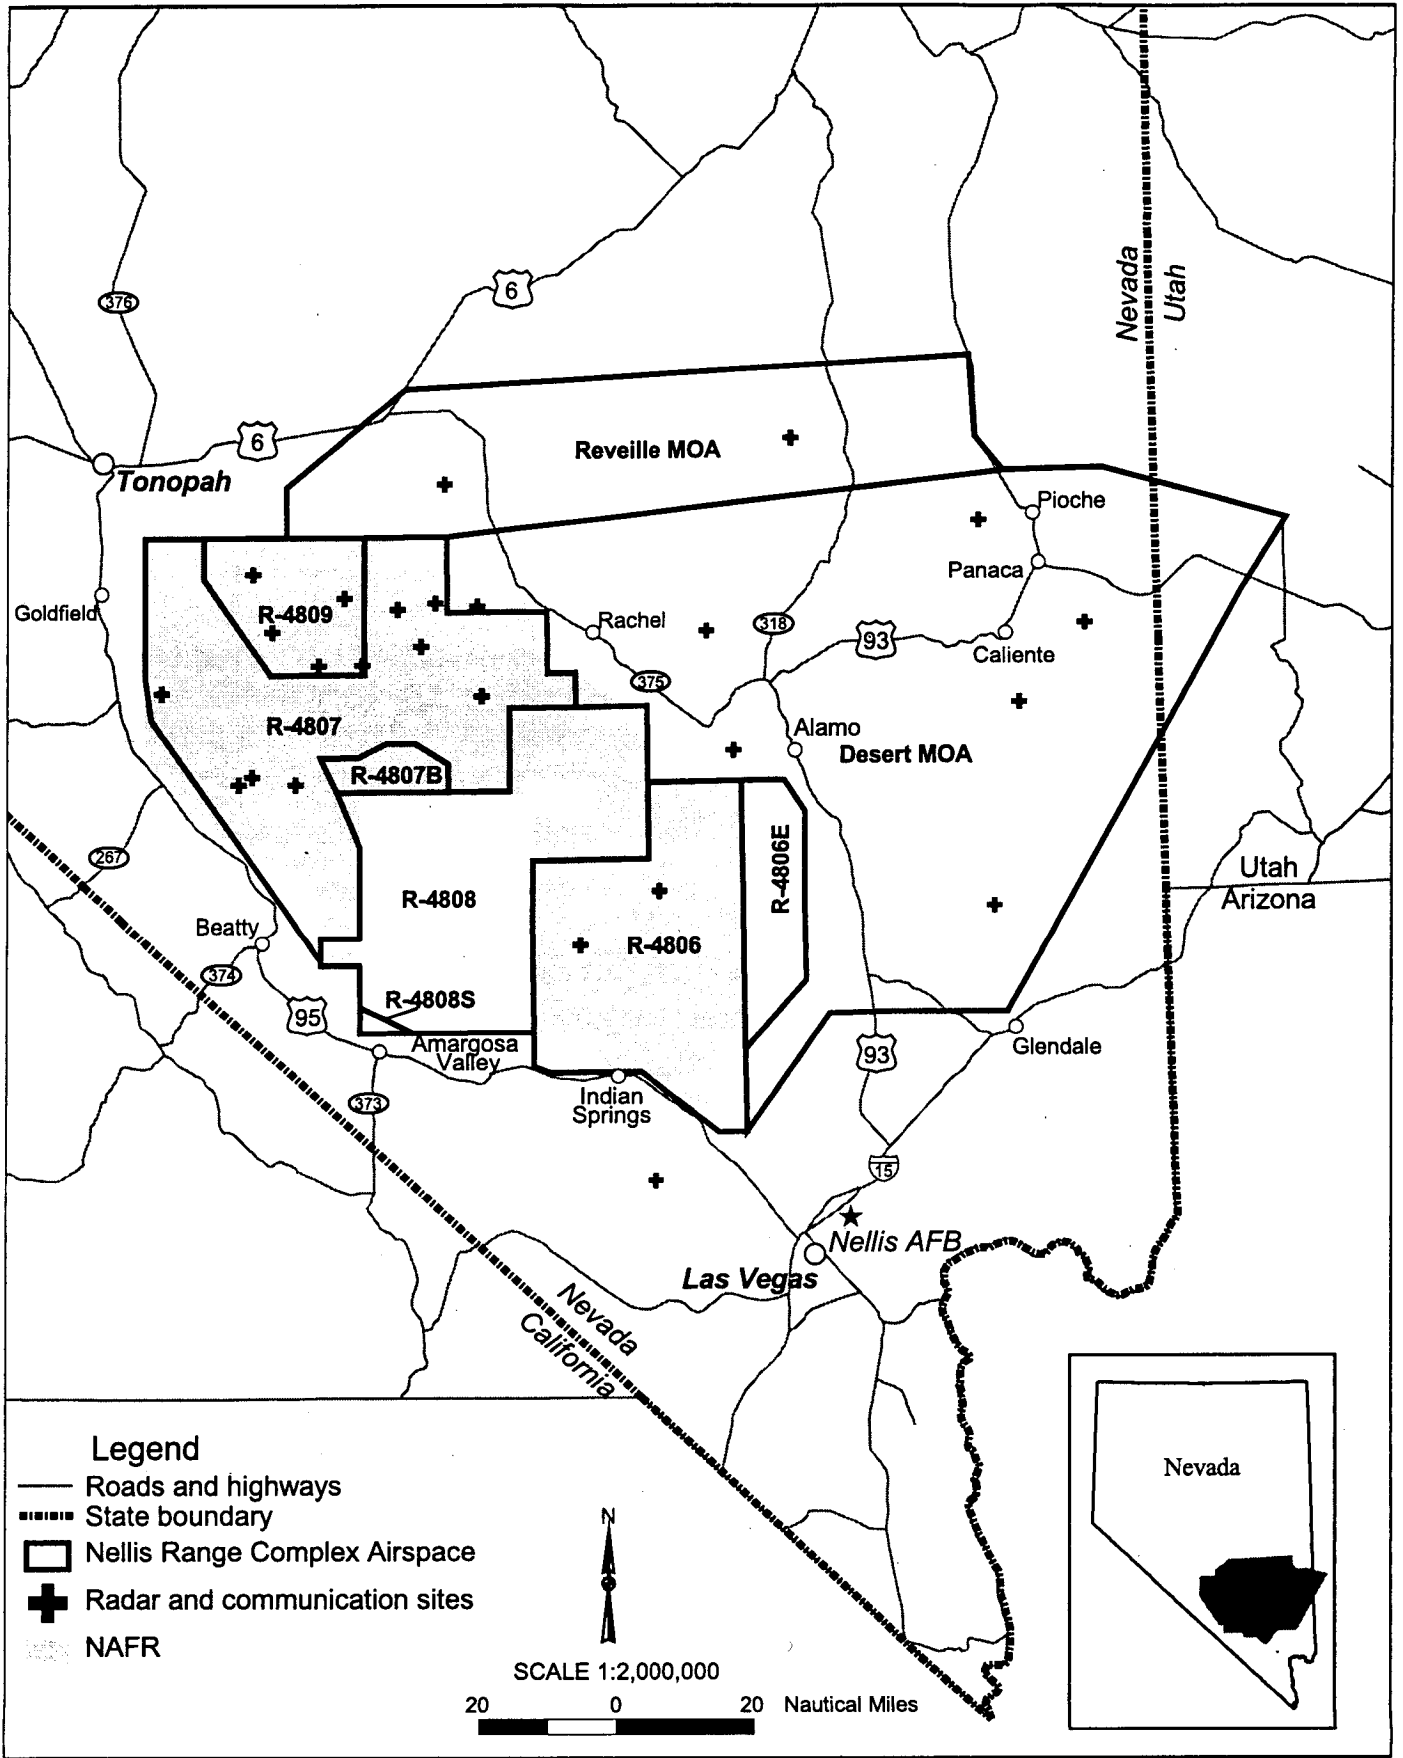 Nevada
Utah
376
6
6
Tonopah
Reveille MOA
Pioche
Panaca
Goldfield
R-4809
Rachel
318
93
Caliente
375
R-4807
Alamo
Desert MOA
R-4807B
R-4806E
267
Utah
Arizona
R-4808
Beatty
R-4806
374
R-4808S
95
Amargosa
Valley
Glendale
93
Indian
Springs
373
15
Nellis AFB
Las Vegas
Nevada
California
Legend
Roads and highways
State boundary
Nellis Range Complex Airspace
Radar and communication sites
NAFR
N
SCALE 1:2,000,000
20 0 20 Nautical Miles
Nevada